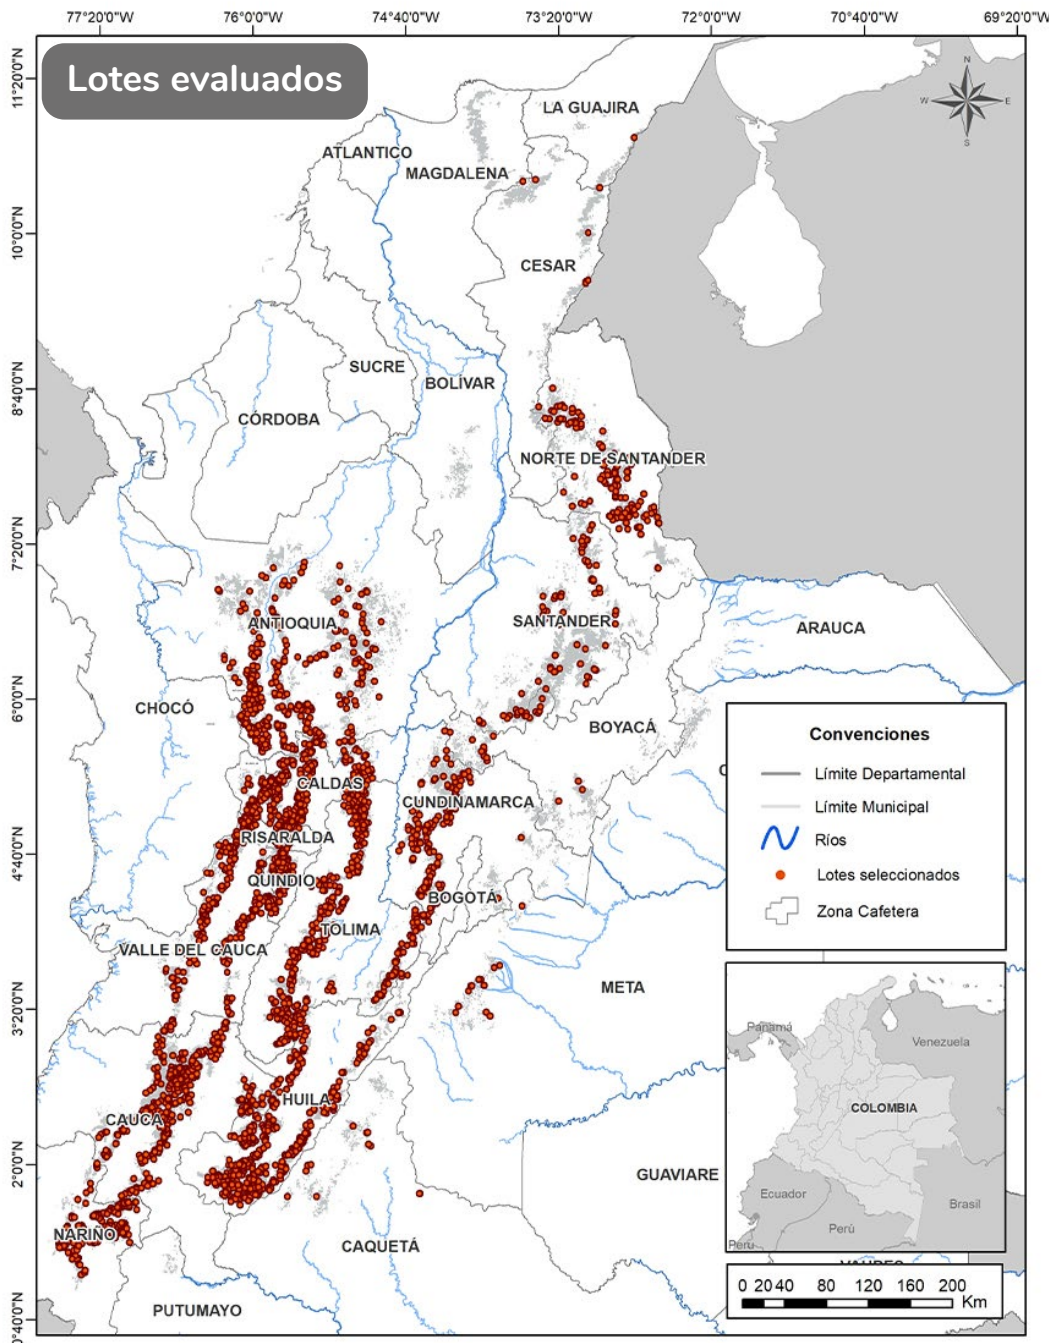 77°20'0"W 76°0'0"W 74°40'0"W 73°20'0"W 72°0'0"W 70°40'0"W 69°20'0"W
Lotes evaluados
N
W E
S
11°20'0"N
LA GUAJIRA
ATLANTICO
MAGDALENA
10°0'0"N
CESAR
SUCRE
BOLÍVAR
8°40'0"N
CÓRDOBA
NORTE DE SANTANDER
7°20'0"N
ANTIOQUIA
SANTANDER
ARAUCA
6°0'0"N
CHOCÓ
BOYACÁ
Convenciones
Límite Departamental
Límite Municipal
Ríos
Lotes seleccionados
Zona Cafetera
CALDAS
CUNDINAMARCA
RISARALDA
4°40'0"N
QUINDIO
BOGOTÁ
TOLIMA
VALLE DEL CAUCA
META
3°20'0"N
Panamá
Venezuela
COLOMBIA
Ecuador
Brasil
Perú
Peru
HUILA
CAUCA
2°0'0"N
GUAVIARE
NARIÑO
CAQUETÁ
PUTUMAYO
0 20 40 80 120 160 200
Km
0°40'0"N